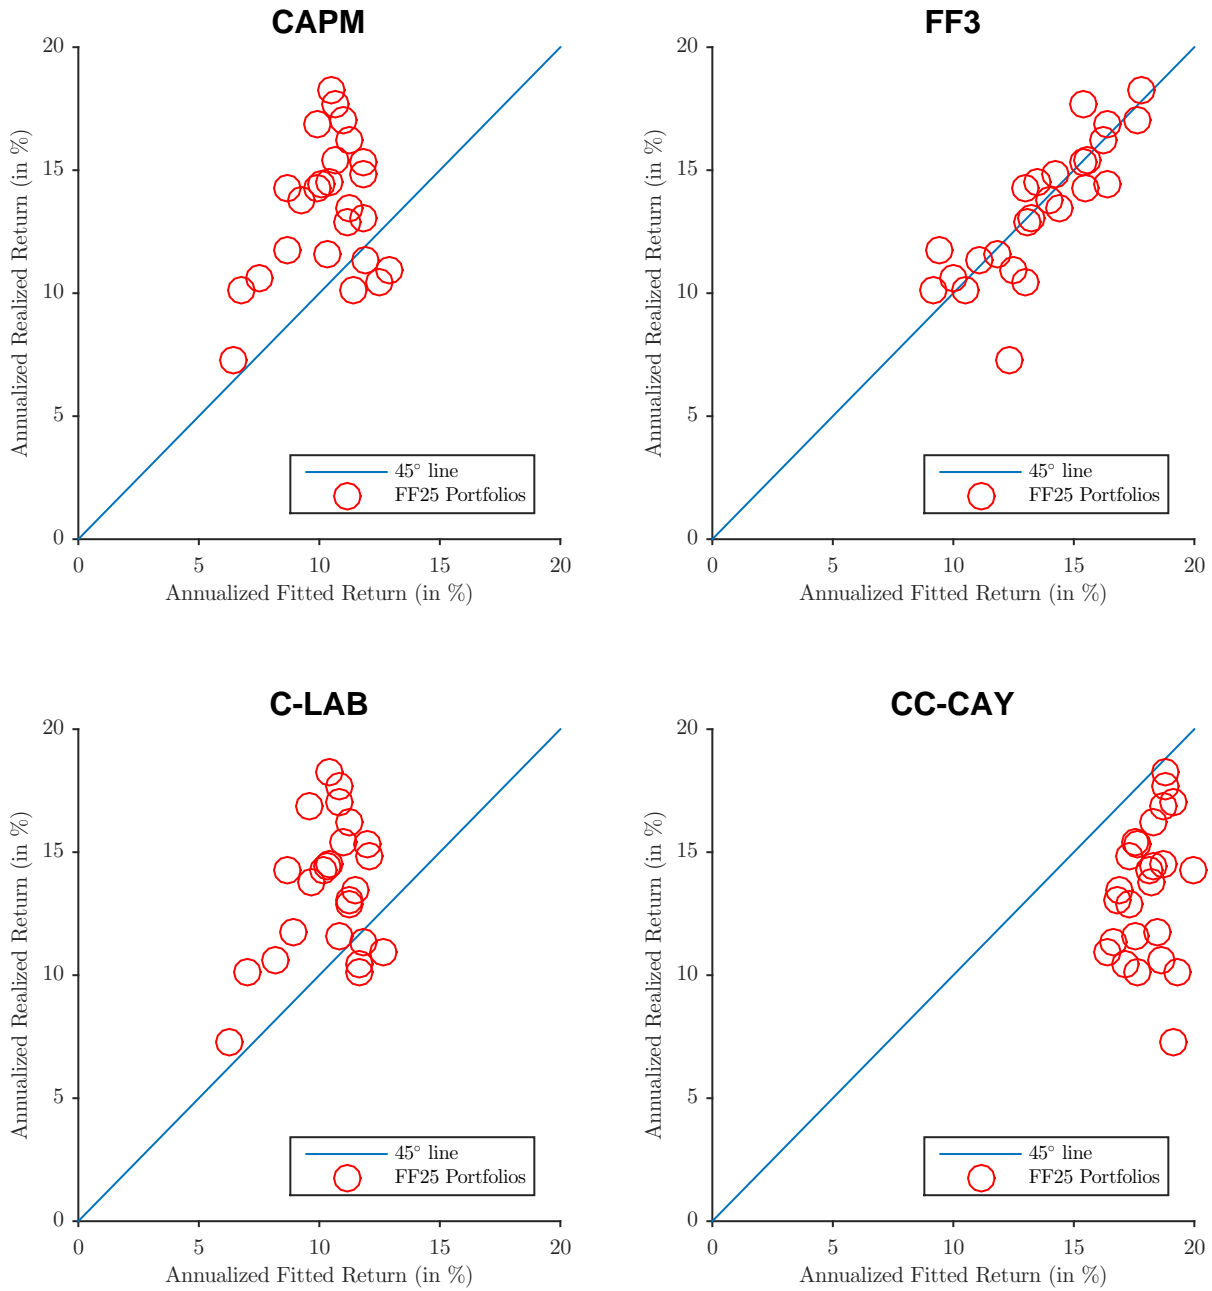 CAPM
20
15
10
5
0
0 5 10 15 20
Annualized Realized Return (in %)
Annualized Fitted Return (in %)
45° line
FF25 Portfolios
FF3
20
15
10
5
0
0 5 10 15 20
Annualized Realized Return (in %)
Annualized Fitted Return (in %)
45° line
FF25 Portfolios
C-LAB
20
15
10
5
0
0 5 10 15 20
Annualized Realized Return (in %)
Annualized Fitted Return (in %)
45° line
FF25 Portfolios
CC-CAY
20
15
10
5
0
0 5 10 15 20
Annualized Realized Return (in %)
Annualized Fitted Return (in %)
45° line
FF25 Portfolios